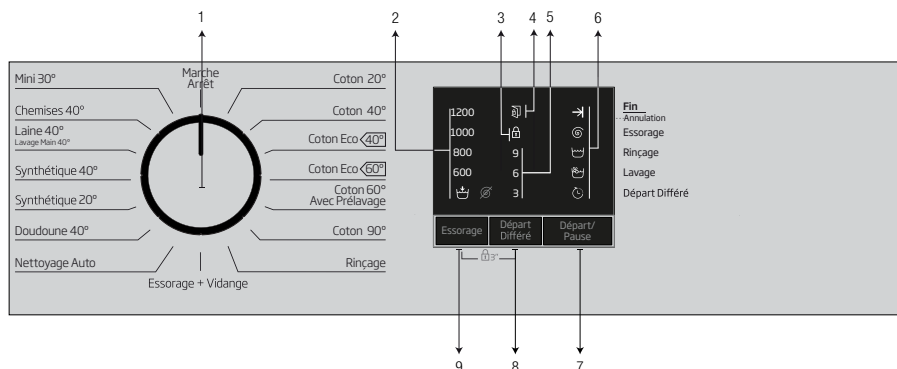 1
2
3
4
5
6
Marche
Arrêt
Mini 30°
Chemises 40°
Laine 40°
Lavage Main 40°
Synthétique 40°
Synthétique 20°
Doudoune 40°
Nettoyage Auto
Essorage + Vidange
Coton 20°
Coton 40°
Coton Eco 40°
Coton Eco 60°
Coton 60°
Avec Prélavage
Coton 90°
Rinçage
1200
1000
800
600
9
6
3
Fin
Annulation
Essorage
Rinçage
Lavage
Départ Différé
Essorage
Départ
Différé
Départ/
Pause
3"
9
8
7